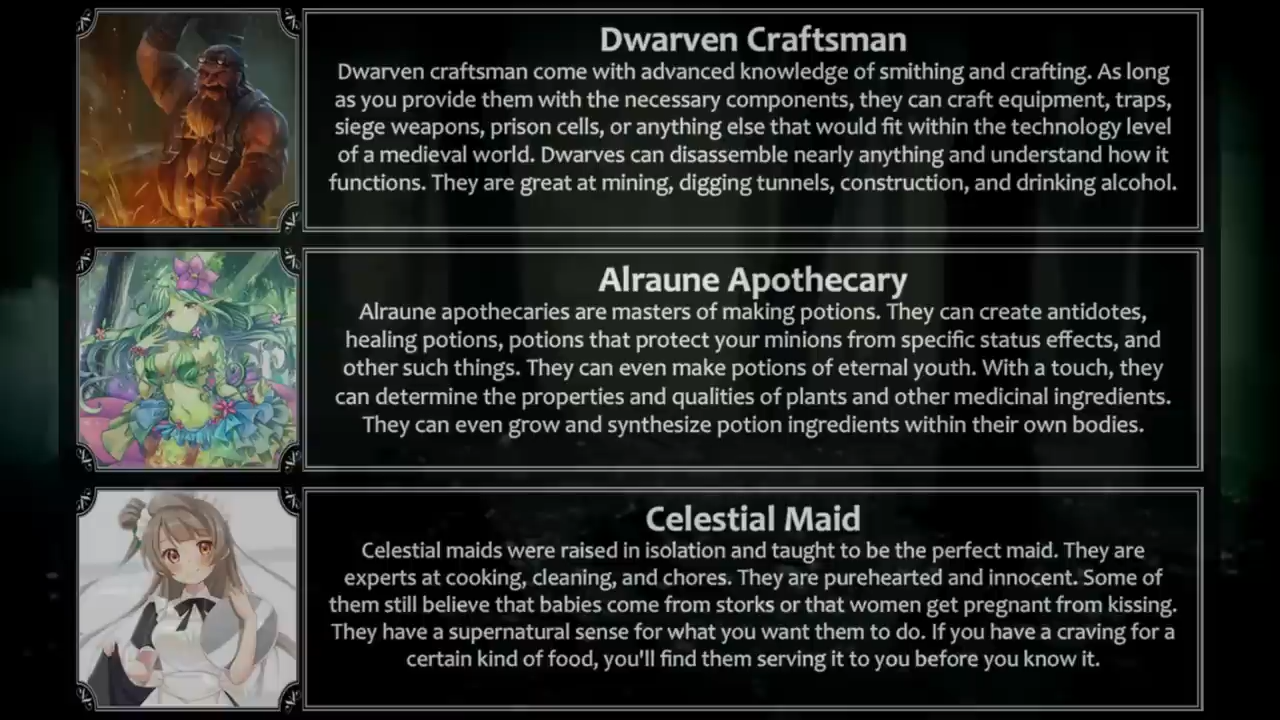 Dwarven Craftsman
Dwarven craftsman come with advanced knowledge of smithing and crafting. As long
as you provide them with the necessary components, they can craft equipment, traps,
siege weapons, prison cells, or anything else that would fit within the technology level
of a medieval world. Dwarves can disassemble nearly anything and understand how it
functions. They are great at mining, digging tunnels, construction, and drinking alcohol.
Alraune Apothecary
Alraune apothecaries are masters of making potions. They can create antidotes,
healing potions, potions that protect your minions from specific status effects, and
other such things. They can even make potions of eternal youth. With a touch, they
can determine the properties and qualities of plants and other medicinal ingredients.
They can even grow and synthesize potion ingredients within their own bodies.
Celestial Maid
Celestial maids were raised in isolation and taught to be the perfect maid. They are
experts at cooking, cleaning, and chores. They are purehearted and innocent. Some of
them still believe that babies come from storks or that women get pregnant from kissing.
They have a supernatural sense for what you want them to do. If you have a craving for a
certain kind of food, you'll find them serving it to you before you know it.